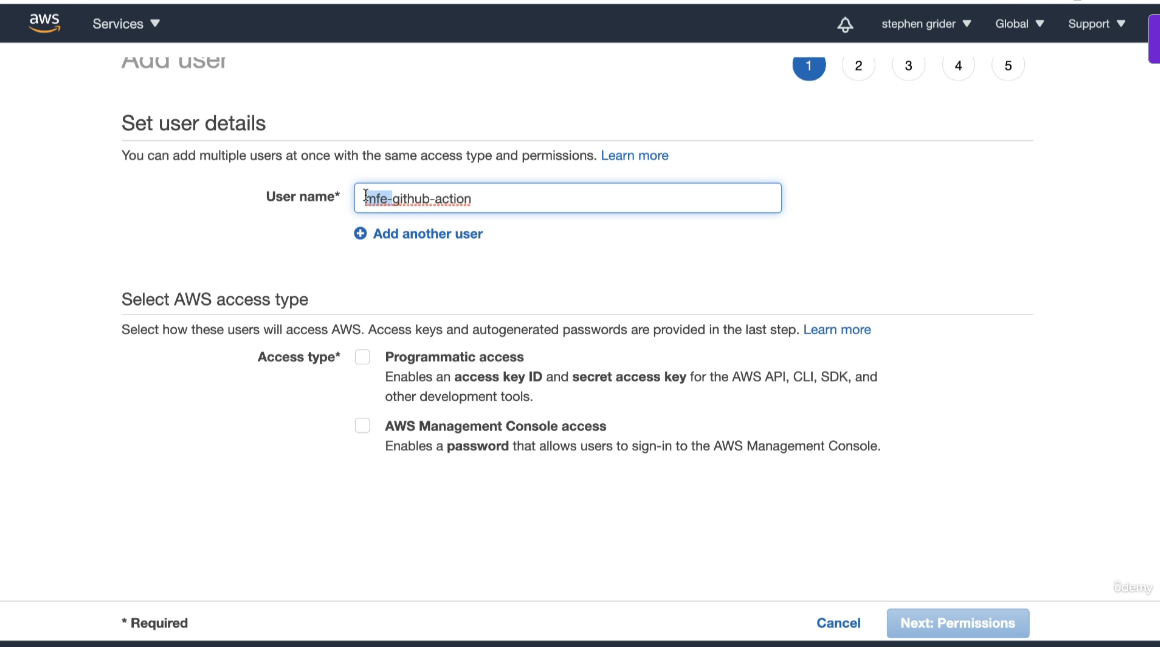 aws Services ▼ stephen grider ▼ Global ▼ Support ▼
Add user 1 2 3 4 5
Set user details
You can add multiple users at once with the same access type and permissions. Learn more
User name* mfe-github-action
Add another user
Select AWS access type
Select how these users will access AWS. Access keys and autogenerated passwords are provided in the last step. Learn more
Access type* Programmatic access
Enables an access key ID and secret access key for the AWS API, CLI, SDK, and
other development tools.
AWS Management Console access
Enables a password that allows users to sign-in to the AWS Management Console.
ûdemy
* Required Cancel Next: Permissions